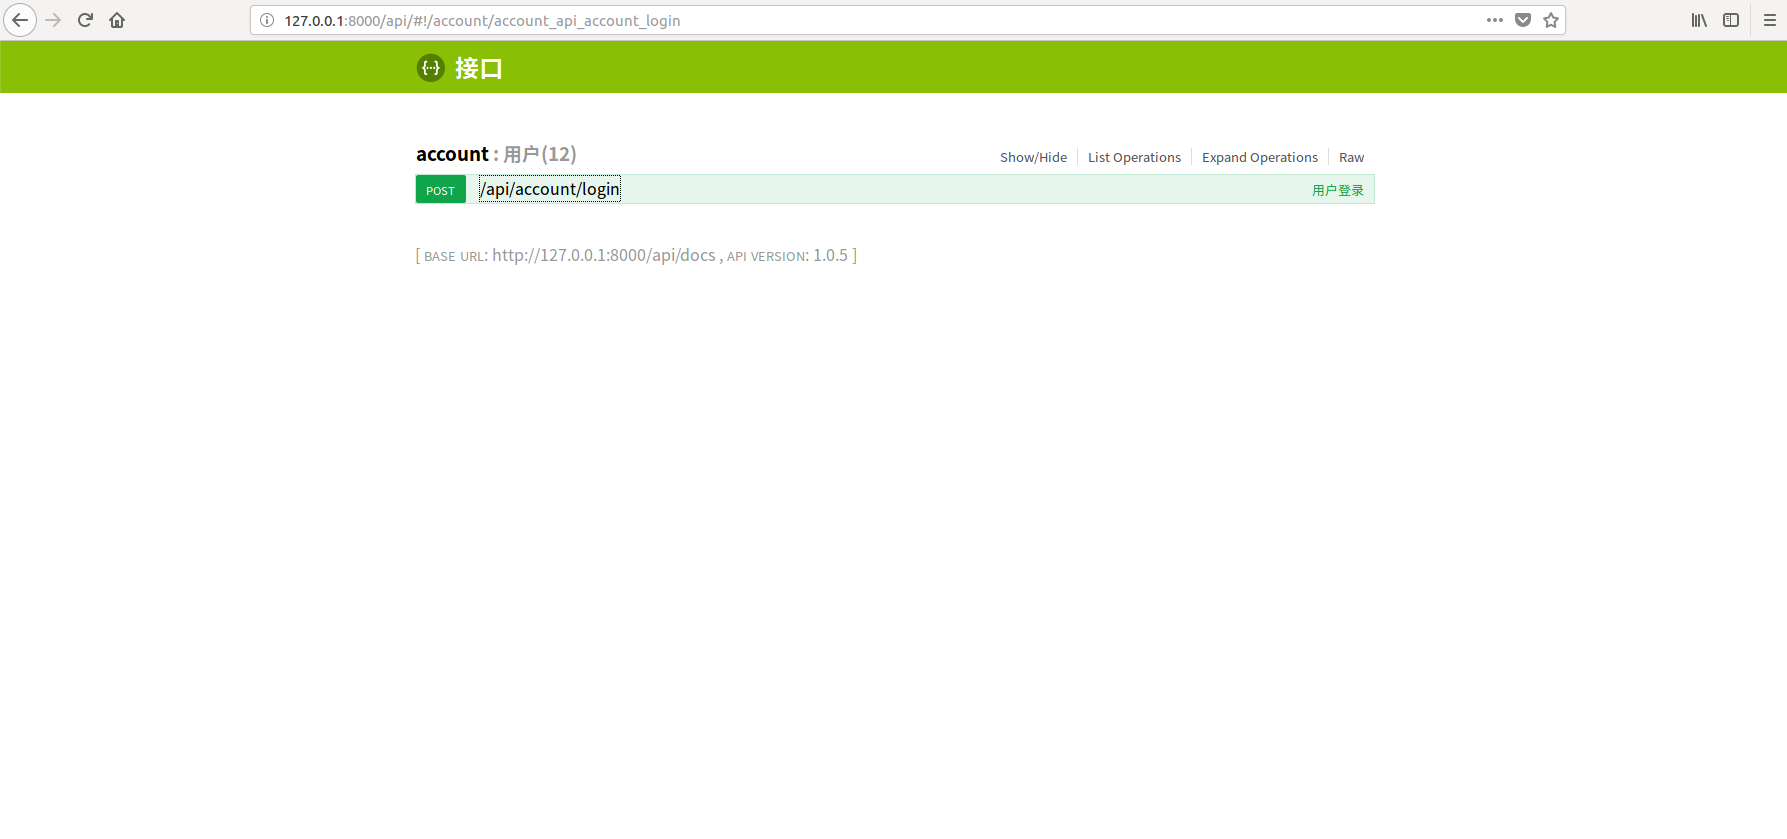 127.0.0.1:8000/api/#!/account/account_api_account_login
{···} 接口
account : 用户(12) Show/Hide List Operations Expand Operations Raw
POST /api/account/login 用户登录
[ BASE URL: http://127.0.0.1:8000/api/docs , API VERSION: 1.0.5 ]